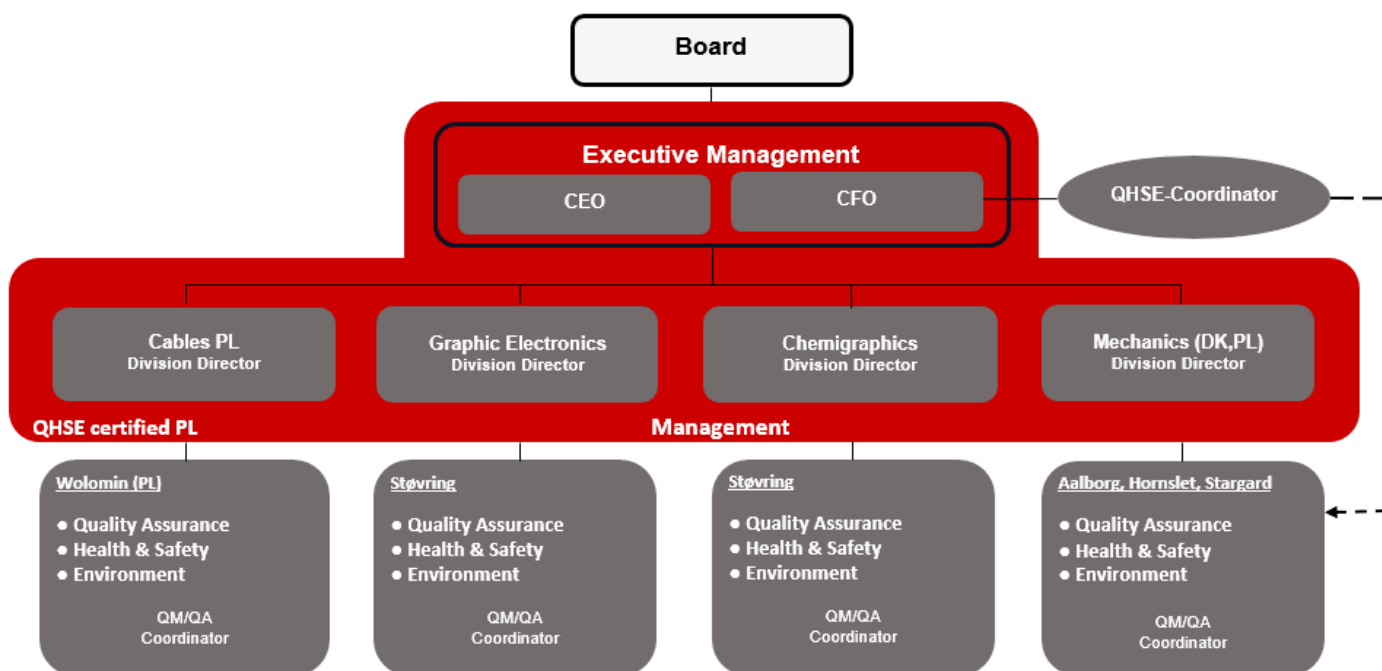 Board
Executive Management
CEO
CFO
QHSE-Coordinator
Cables PL
Division Director
Graphic Electronics
Division Director
Chemigraphics
Division Director
Mechanics (DK,PL)
Division Director
QHSE certified PL
Management
Wolomin (PL)
● Quality Assurance
● Health & Safety
● Environment
QM/QA
Coordinator
Støvring
● Quality Assurance
● Health & Safety
● Environment
QM/QA
Coordinator
Støvring
● Quality Assurance
● Health & Safety
● Environment
QM/QA
Coordinator
Aalborg, Hornslet, Stargard
● Quality Assurance
● Health & Safety
● Environment
QM/QA
Coordinator